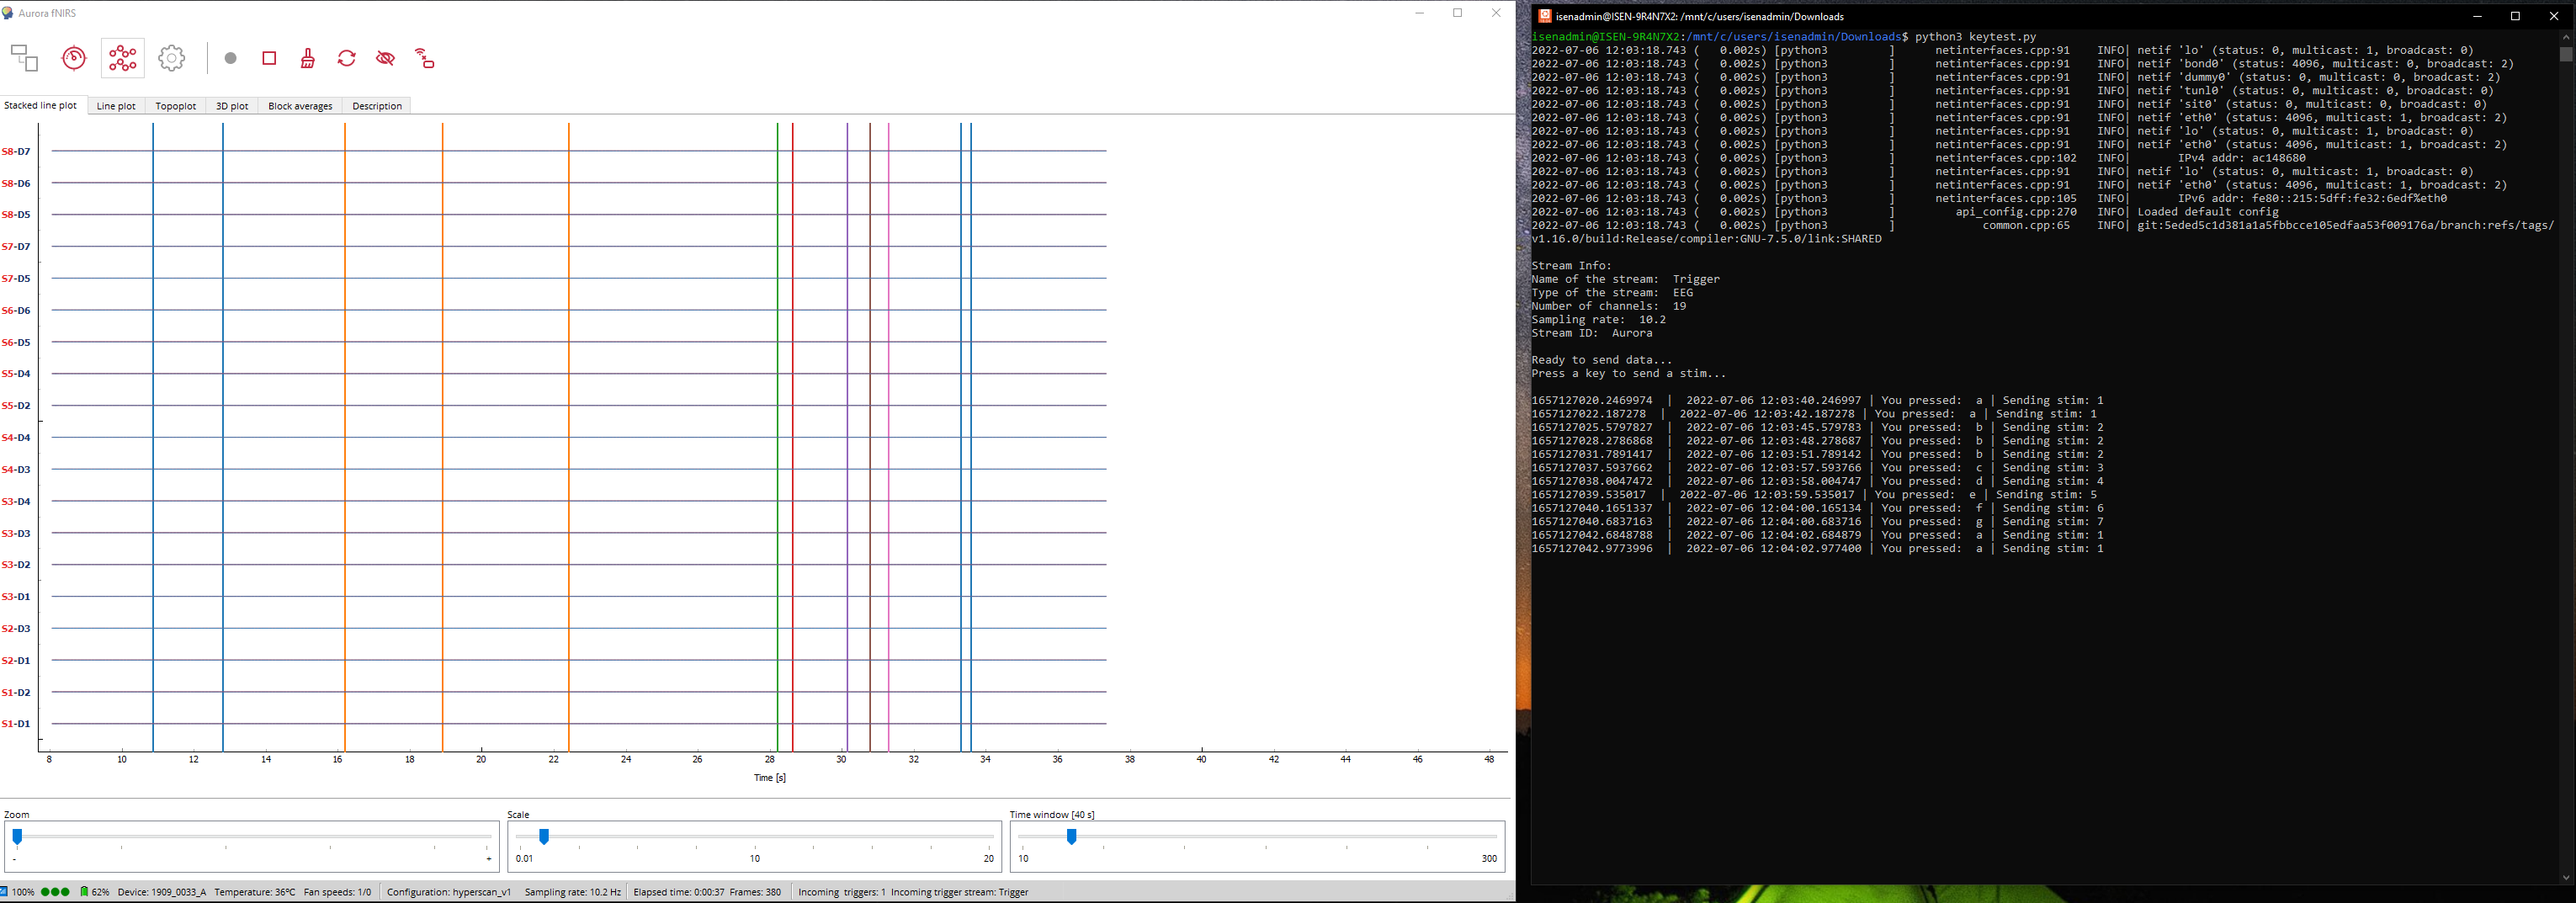 Aurora fNIRS
Stacked line plot Line plot Topoplot 3D plot Block averages Description
S8-D7
S8-D6
S8-D5
S7-D7
S7-D5
S6-D6
S6-D5
S5-D4
S5-D2
S4-D4
S4-D3
S3-D4
S3-D3
S3-D2
S3-D1
S2-D3
S2-D1
S1-D2
S1-D1
8 10 12 14 16 18 20 22 24 26 28 30 32 34 36 38 40 42 44 46 48
Time [s]
Zoom Scale Time window [40 s]
- + 0.01 10 20 10 300
100% 62% Device: 1909_0033_A Temperature: 36°C Fan speeds: 1/0 Configuration: hyperscan_v1 Sampling rate: 10.2 Hz Elapsed time: 0:00:37 Frames: 380 Incoming triggers: 1 Incoming trigger stream: Trigger
isenadmin@ISEN-9R4N7X2: /mnt/c/users/isenadmin/Downloads
isenadmin@ISEN-9R4N7X2:/mnt/c/users/isenadmin/Downloads$ python3 keytest.py
2022-07-06 12:03:18.743 (   0.002s) [python3         ]      netinterfaces.cpp:91    INFO| netif 'lo' (status: 0, multicast: 1, broadcast: 0)
2022-07-06 12:03:18.743 (   0.002s) [python3         ]      netinterfaces.cpp:91    INFO| netif 'bond0' (status: 4096, multicast: 0, broadcast: 2)
2022-07-06 12:03:18.743 (   0.002s) [python3         ]      netinterfaces.cpp:91    INFO| netif 'dummy0' (status: 0, multicast: 0, broadcast: 2)
2022-07-06 12:03:18.743 (   0.002s) [python3         ]      netinterfaces.cpp:91    INFO| netif 'tunl0' (status: 0, multicast: 0, broadcast: 0)
2022-07-06 12:03:18.743 (   0.002s) [python3         ]      netinterfaces.cpp:91    INFO| netif 'sit0' (status: 0, multicast: 0, broadcast: 0)
2022-07-06 12:03:18.743 (   0.002s) [python3         ]      netinterfaces.cpp:91    INFO| netif 'eth0' (status: 4096, multicast: 1, broadcast: 2)
2022-07-06 12:03:18.743 (   0.002s) [python3         ]      netinterfaces.cpp:91    INFO| netif 'lo' (status: 0, multicast: 1, broadcast: 0)
2022-07-06 12:03:18.743 (   0.002s) [python3         ]      netinterfaces.cpp:91    INFO| netif 'eth0' (status: 4096, multicast: 1, broadcast: 2)
2022-07-06 12:03:18.743 (   0.002s) [python3         ]      netinterfaces.cpp:102   INFO|       IPv4 addr: ac148680
2022-07-06 12:03:18.743 (   0.002s) [python3         ]      netinterfaces.cpp:91    INFO| netif 'lo' (status: 0, multicast: 1, broadcast: 0)
2022-07-06 12:03:18.743 (   0.002s) [python3         ]      netinterfaces.cpp:91    INFO| netif 'eth0' (status: 4096, multicast: 1, broadcast: 2)
2022-07-06 12:03:18.743 (   0.002s) [python3         ]      netinterfaces.cpp:105   INFO|       IPv6 addr: fe80::215:5dff:fe32:6edf%eth0
2022-07-06 12:03:18.743 (   0.002s) [python3         ]         api_config.cpp:270   INFO| Loaded default config
2022-07-06 12:03:18.743 (   0.002s) [python3         ]             common.cpp:65    INFO| git:5eded5c1d381a1a5fbbcce105edfaa53f009176a/branch:refs/tags/
v1.16.0/build:Release/compiler:GNU-7.5.0/link:SHARED
Stream Info:
Name of the stream:  Trigger
Type of the stream:  EEG
Number of channels:  19
Sampling rate:  10.2
Stream ID:  Aurora
Ready to send data...
Press a key to send a stim...
1657127020.2469974  |  2022-07-06 12:03:40.246997 | You pressed:  a | Sending stim: 1
1657127022.187278  |  2022-07-06 12:03:42.187278 | You pressed:  a | Sending stim: 1
1657127025.5797827  |  2022-07-06 12:03:45.579783 | You pressed:  b | Sending stim: 2
1657127028.2786868  |  2022-07-06 12:03:48.278687 | You pressed:  b | Sending stim: 2
1657127031.7891417  |  2022-07-06 12:03:51.789142 | You pressed:  b | Sending stim: 2
1657127037.5937662  |  2022-07-06 12:03:57.593766 | You pressed:  c | Sending stim: 3
1657127038.0047472  |  2022-07-06 12:03:58.004747 | You pressed:  d | Sending stim: 4
1657127039.535017  |  2022-07-06 12:03:59.535017 | You pressed:  e | Sending stim: 5
1657127040.1651337  |  2022-07-06 12:04:00.165134 | You pressed:  f | Sending stim: 6
1657127040.6837163  |  2022-07-06 12:04:00.683716 | You pressed:  g | Sending stim: 7
1657127042.6848788  |  2022-07-06 12:04:02.684879 | You pressed:  a | Sending stim: 1
1657127042.9773996  |  2022-07-06 12:04:02.977400 | You pressed:  a | Sending stim: 1